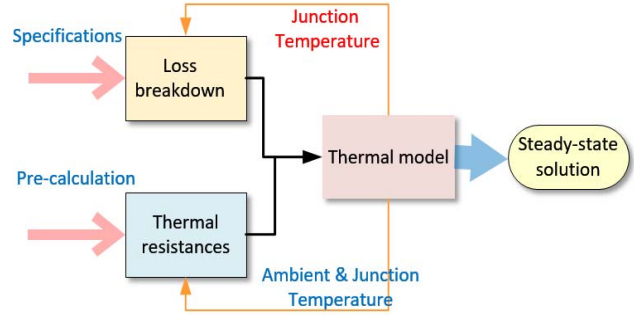 Specifications
Loss
breakdown
Junction
Temperature
Thermal model
Steady-state
solution
Pre-calculation
Thermal
resistances
Ambient & Junction
Temperature